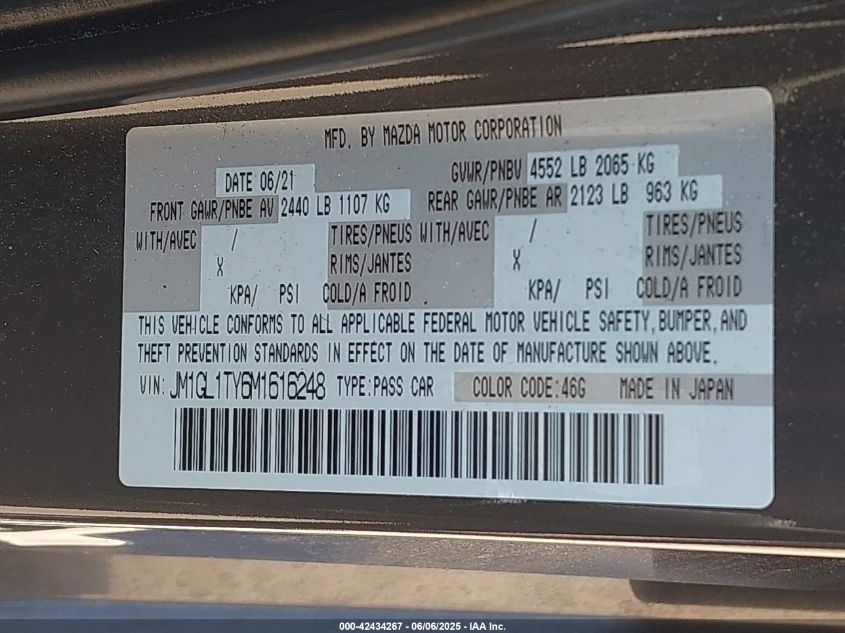 MFD. BY MAZDA MOTOR CORPORATION
DATE 06/21 GVWR/PNBV 4552 LB 2065 KG
FRONT GAWR/PNBE AV 2440 LB 1107 KG REAR GAWR/PNBE AR 2123 LB 963 KG
WITH/AVEC / TIRES/PNEUS WITH/AVEC / TIRES/PNEUS
X RIMS/JANTES X RIMS/JANTES
KPA/ PSI COLD/A FROID KPA/ PSI COLD/A FROID
THIS VEHICLE CONFORMS TO ALL APPLICABLE FEDERAL MOTOR VEHICLE SAFETY, BUMPER, AND
THEFT PREVENTION STANDARDS IN EFFECT ON THE DATE OF MANUFACTURE SHOWN ABOVE.
VIN: JM1GL1TY6M1616248 TYPE: PASS CAR COLOR CODE: 46G MADE IN JAPAN
000-42434267 - 06/06/2025 - IAA Inc.